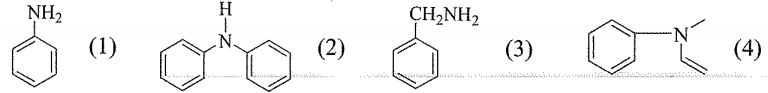 NH₂ (1)
H
N (2)
CH₂NH₂ (3)
N (4)